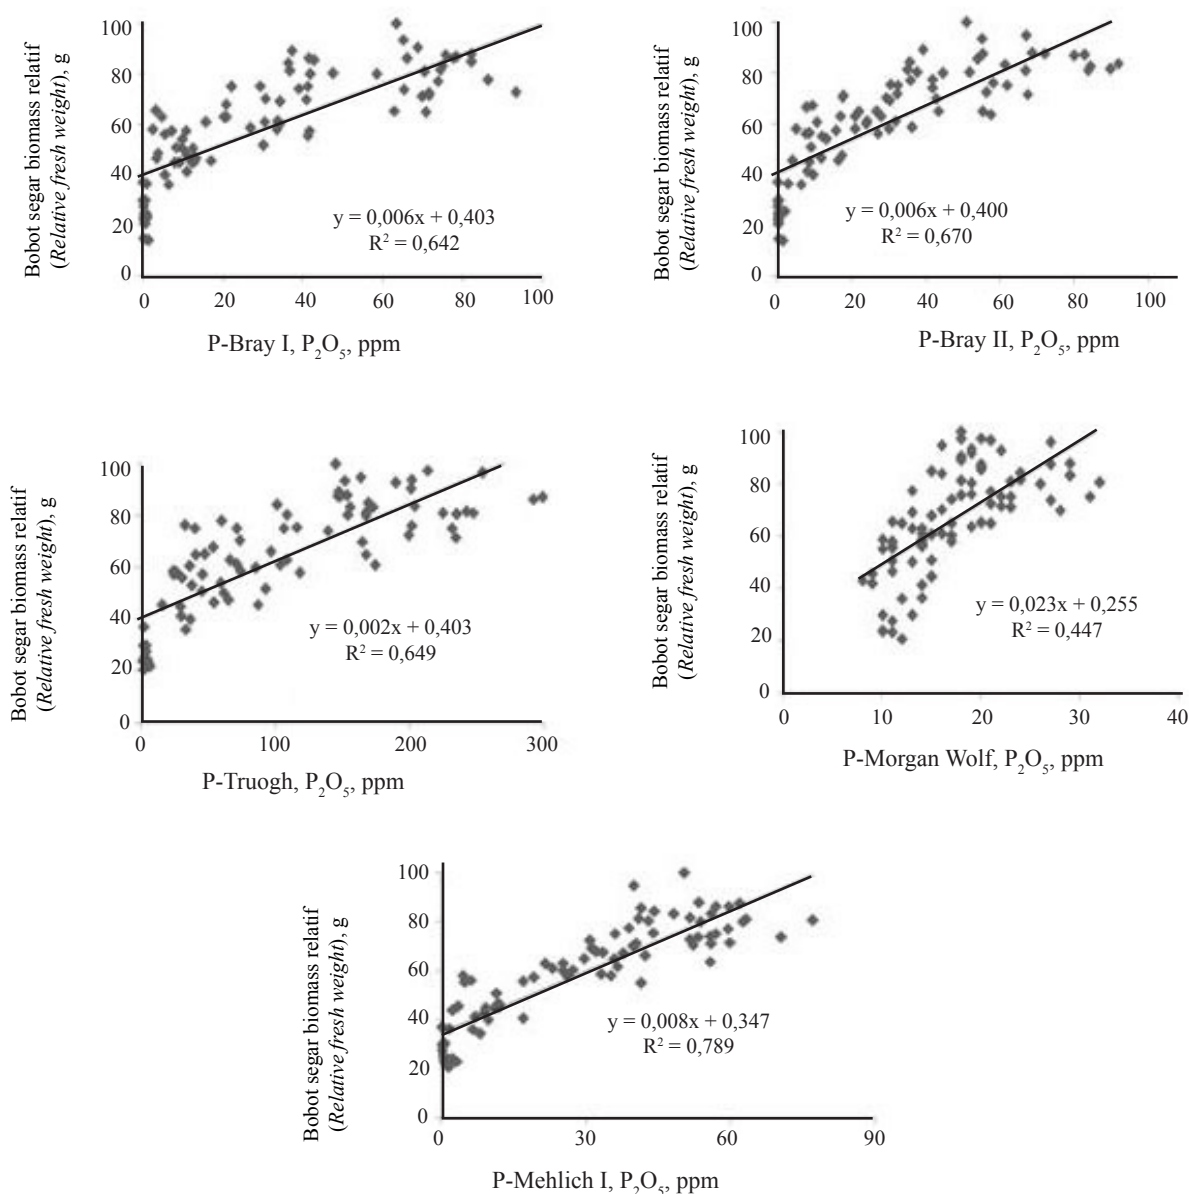 Bobot segar biomass relatif
(Relative fresh weight), g
100
80
60
40
20
0
y = 0,006x + 0,403
R² = 0,642
0 20 40 60 80 100
P-Bray I, P₂O₅, ppm
Bobot segar biomass relatif
(Relative fresh weight), g
100
80
60
40
20
0
y = 0,006x + 0,400
R² = 0,670
0 20 40 60 80 100
P-Bray II, P₂O₅, ppm
Bobot segar biomass relatif
(Relative fresh weight), g
100
80
60
40
20
0
y = 0,002x + 0,403
R² = 0,649
0 100 200 300
P-Truogh, P₂O₅, ppm
Bobot segar biomass relatif
(Relative fresh weight), g
100
80
60
40
20
0
y = 0,023x + 0,255
R² = 0,447
0 10 20 30 40
P-Morgan Wolf, P₂O₅, ppm
Bobot segar biomass relatif
(Relative fresh weight), g
100
80
60
40
20
0
y = 0,008x + 0,347
R² = 0,789
0 30 60 90
P-Mehlich I, P₂O₅, ppm